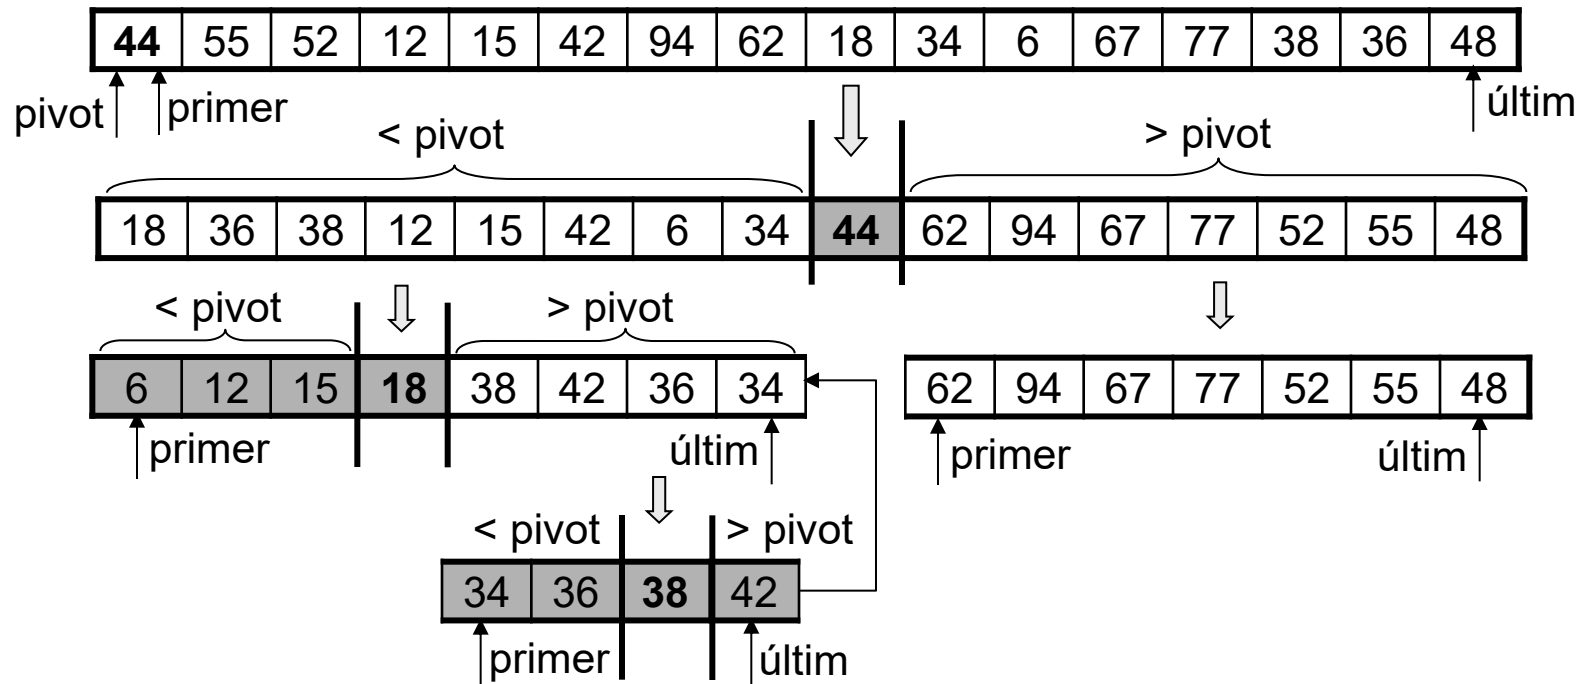 44 55 52 12 15 42 94 62 18 34 6 67 77 38 36 48
pivot primer últim
< pivot > pivot
18 36 38 12 15 42 6 34 44 62 94 67 77 52 55 48
< pivot > pivot
6 12 15 18 38 42 36 34 62 94 67 77 52 55 48
primer últim primer últim
< pivot > pivot
34 36 38 42
primer últim